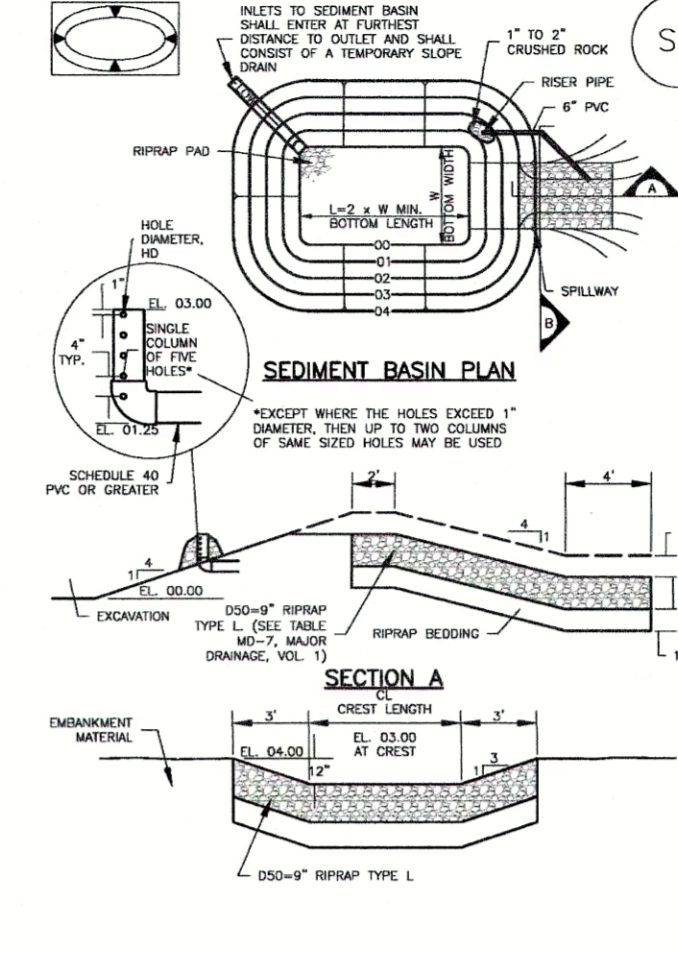 INLETS TO SEDIMENT BASIN
SHALL ENTER AT FURTHEST
DISTANCE TO OUTLET AND SHALL
CONSIST OF A TEMPORARY SLOPE
DRAIN
1" TO 2"
CRUSHED ROCK
S
RISER PIPE
6" PVC
FLOW
RIPRAP PAD
A
W
BOTTOM WIDTH
L=2 x W MIN.
BOTTOM LENGTH
00
01
02
03
04
SPILLWAY
B
HOLE
DIAMETER,
HD
1"
EL. 03.00
4"
TYP.
SINGLE
COLUMN
OF FIVE
HOLES*
EL. 01.25
SEDIMENT BASIN PLAN
*EXCEPT WHERE THE HOLES EXCEED 1"
DIAMETER, THEN UP TO TWO COLUMNS
OF SAME SIZED HOLES MAY BE USED
SCHEDULE 40
PVC OR GREATER
2'
4'
4
1
4
1
EL. 00.00
EXCAVATION
D50=9" RIPRAP
TYPE L. (SEE TABLE
MD-7, MAJOR
DRAINAGE, VOL. 1)
RIPRAP BEDDING
1
SECTION A
CL
CREST LENGTH
3'
3'
EMBANKMENT
MATERIAL
EL. 04.00
EL. 03.00
AT CREST
12"
3
1
D50=9" RIPRAP TYPE L